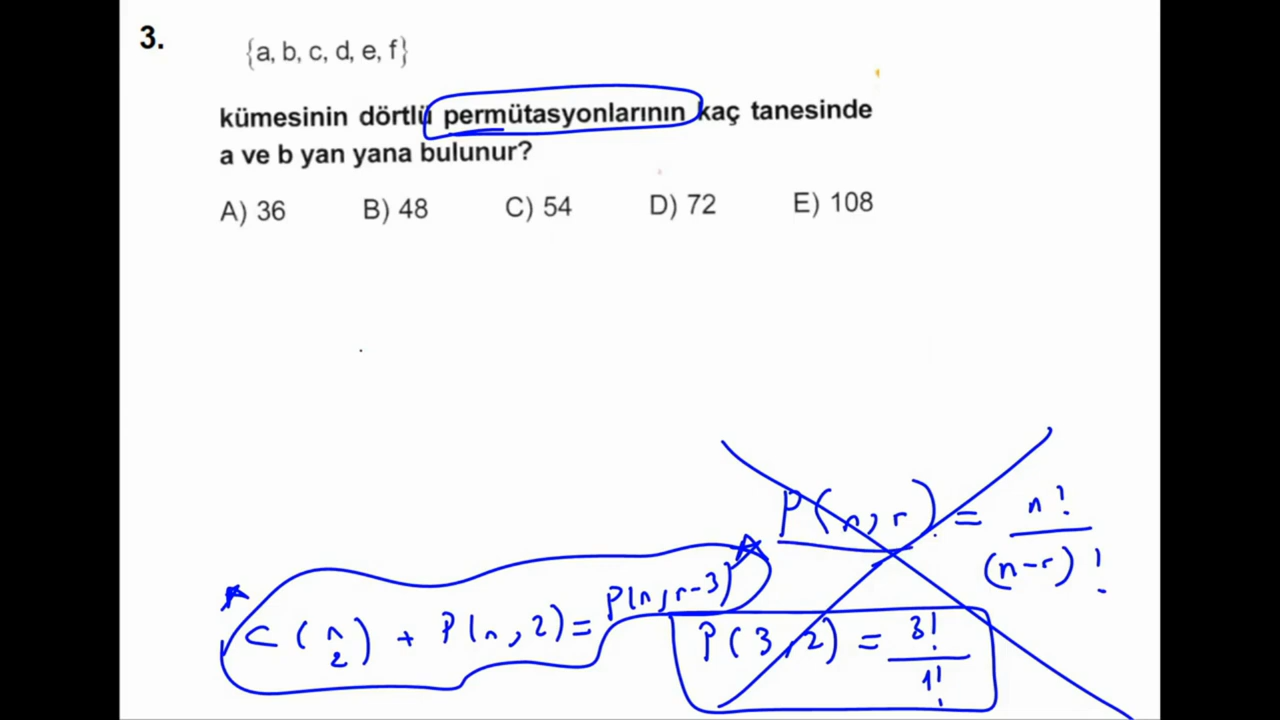 3.
{a, b, c, d, e, f}
kümesinin dörtlü permütasyonlarının kaç tanesinde
a ve b yan yana bulunur?
A) 36 B) 48 C) 54 D) 72 E) 108
P(n, r) = n! / (n-r)!
C(n 2) + P(n, 2) = P(n, r-3)
P(3, 2) = 3! / 1!